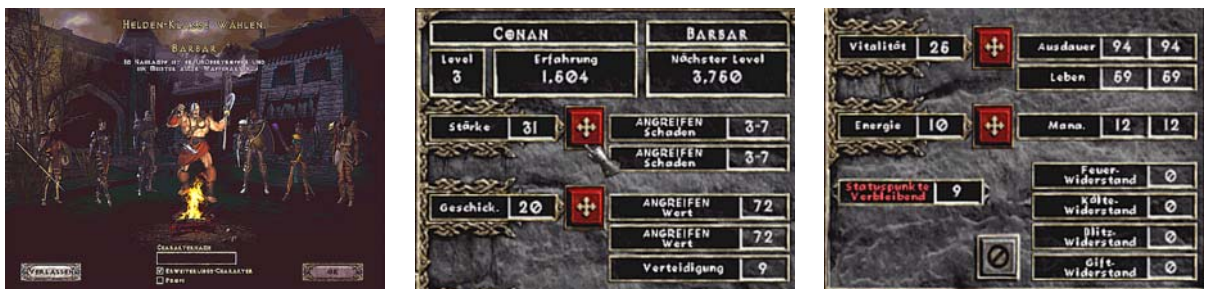 HELDEN-KLASSE WÄHLEN
BARBAR
CHARAKTERNAME
ERWEITERUNGS-CHARAKTER
PROFI
VERLASSEN
OK
CONAN
BARBAR
Level
3
Erfahrung
1,604
Nächster Level
3,750
Stärke 31
ANGREIFEN
Schaden 3-7
ANGREIFEN
Schaden 3-7
Geschick. 20
ANGREIFEN
Wert 72
ANGREIFEN
Wert 72
Verteidigung 9
Vitalität 26
Ausdauer 94 94
Leben 69 69
Energie 10
Mana. 12 12
Statuspunkte
Verbleibend 9
Feuer-
Widerstand 0
Kälte-
Widerstand 0
Blitz-
Widerstand 0
Gift-
Widerstand 0